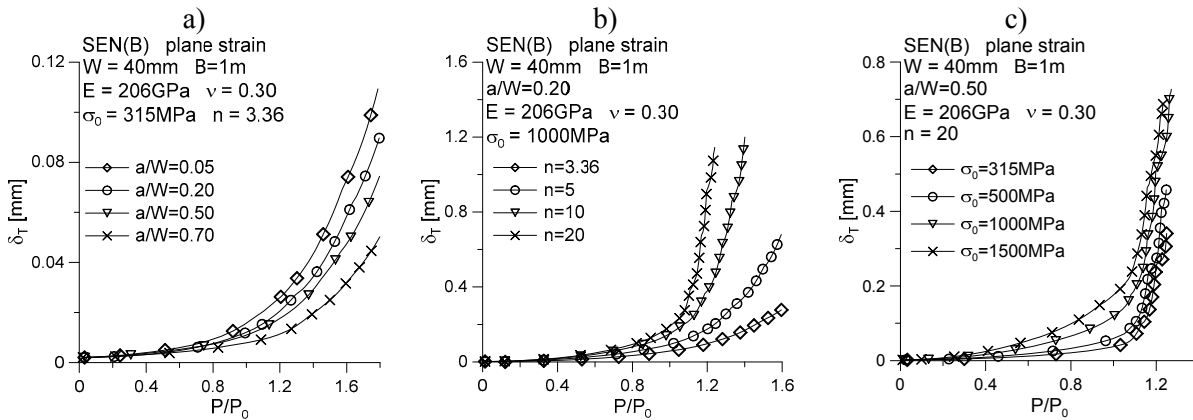 a)
SEN(B) plane strain
W = 40mm B=1m
E = 206GPa ν = 0.30
σ0 = 315MPa n = 3.36
a/W=0.05
a/W=0.20
a/W=0.50
a/W=0.70
δT [mm]
0.12
0.08
0.04
0
0 0.4 0.8 1.2 1.6
P/P0
b)
SEN(B) plane strain
W = 40mm B=1m
a/W=0.20
E = 206GPa ν = 0.30
σ0 = 1000MPa
n=3.36
n=5
n=10
n=20
δT [mm]
1.6
1.2
0.8
0.4
0.0
0 0.4 0.8 1.2 1.6
P/P0
c)
SEN(B) plane strain
W = 40mm B=1m
a/W=0.50
E = 206GPa ν = 0.30
n = 20
σ0=315MPa
σ0=500MPa
σ0=1000MPa
σ0=1500MPa
δT [mm]
0.8
0.6
0.4
0.2
0.0
0 0.4 0.8 1.2
P/P0